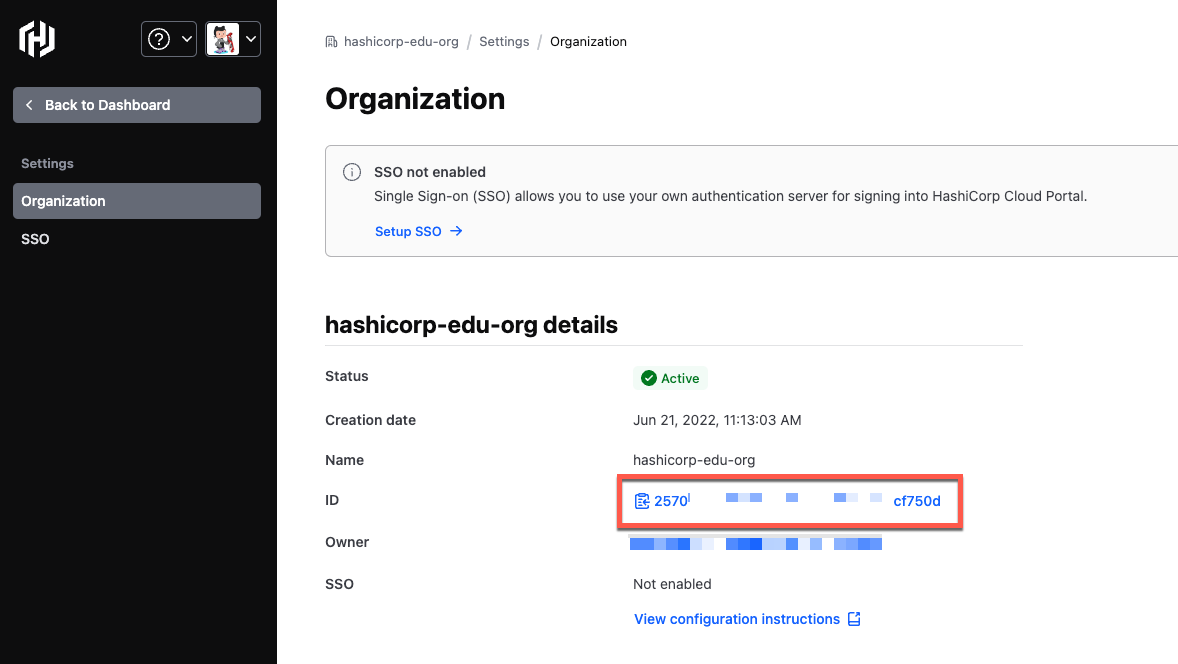 Back to Dashboard
Settings
Organization
SSO
hashicorp-edu-org / Settings / Organization
Organization
SSO not enabled
Single Sign-on (SSO) allows you to use your own authentication server for signing into HashiCorp Cloud Portal.
Setup SSO
hashicorp-edu-org details
Status Active
Creation date Jun 21, 2022, 11:13:03 AM
Name hashicorp-edu-org
ID 2570 cf750d
Owner
SSO Not enabled
View configuration instructions